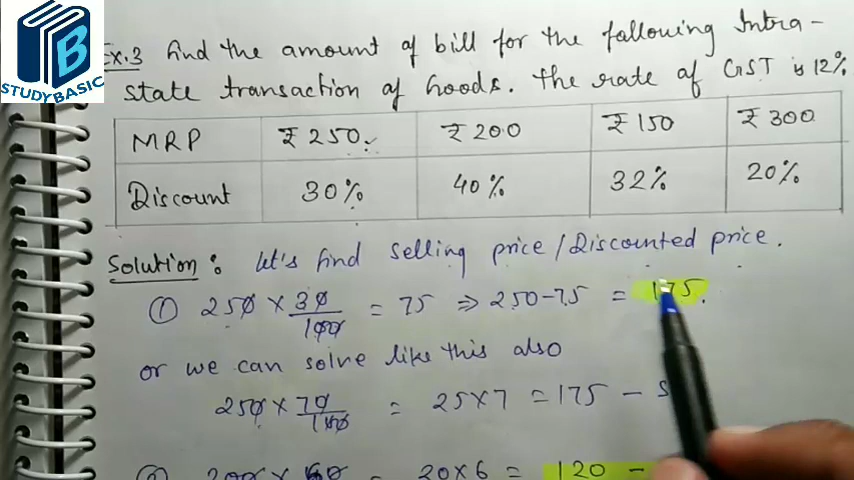 STUDYBASIC
Ex.3 Find the amount of bill for the following Intra-
state transaction of Goods. The rate of GST is 12%
MRP ₹250. ₹200 ₹150 ₹300
Discount 30% 40% 32% 20%
Solution: Let's find selling price/Discounted price.
① 250 × 30/100 = 75 ⇒ 250-75 = 175.
or we can solve like this also
250 × 70/100 = 25×7 = 175 - S
200 × 60 = 20×6 = 120 -